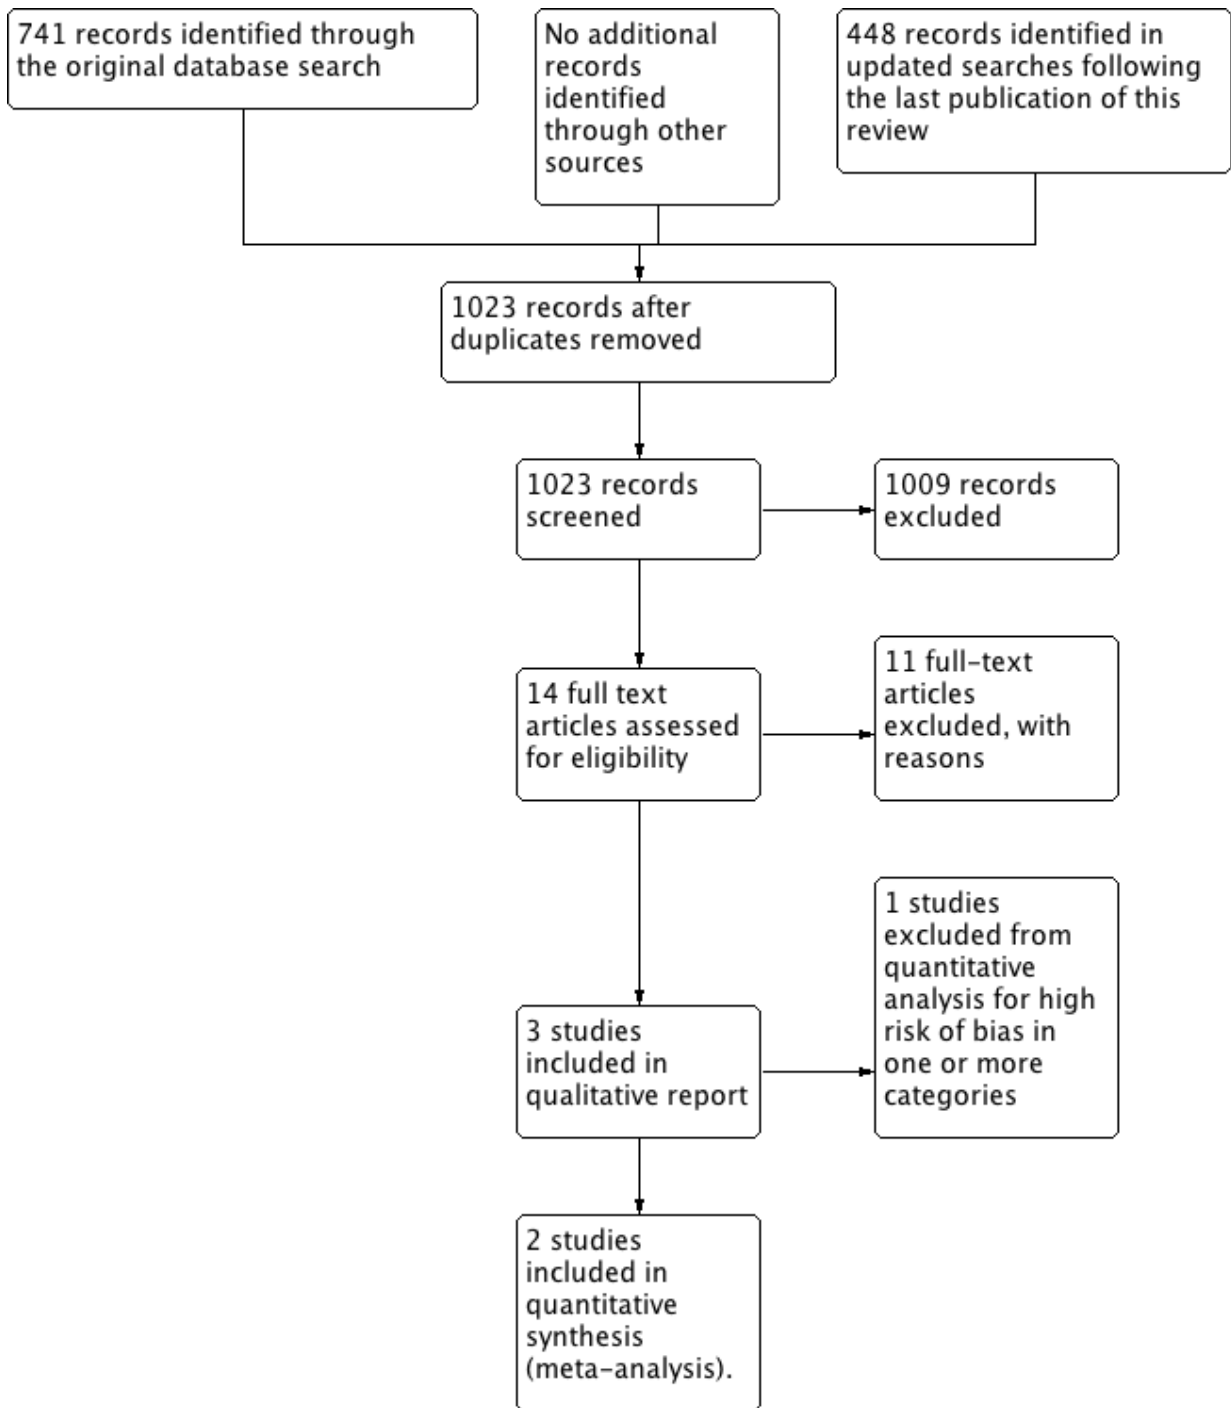 741 records identified through
the original database search
No additional
records
identified
through other
sources
448 records identified in
updated searches following
the last publication of this
review
1023 records after
duplicates removed
1023 records
screened
1009 records
excluded
14 full text
articles assessed
for eligibility
11 full-text
articles
excluded, with
reasons
3 studies
included in
qualitative report
1 studies
excluded from
quantitative
analysis for high
risk of bias in
one or more
categories
2 studies
included in
quantitative
synthesis
(meta-analysis).